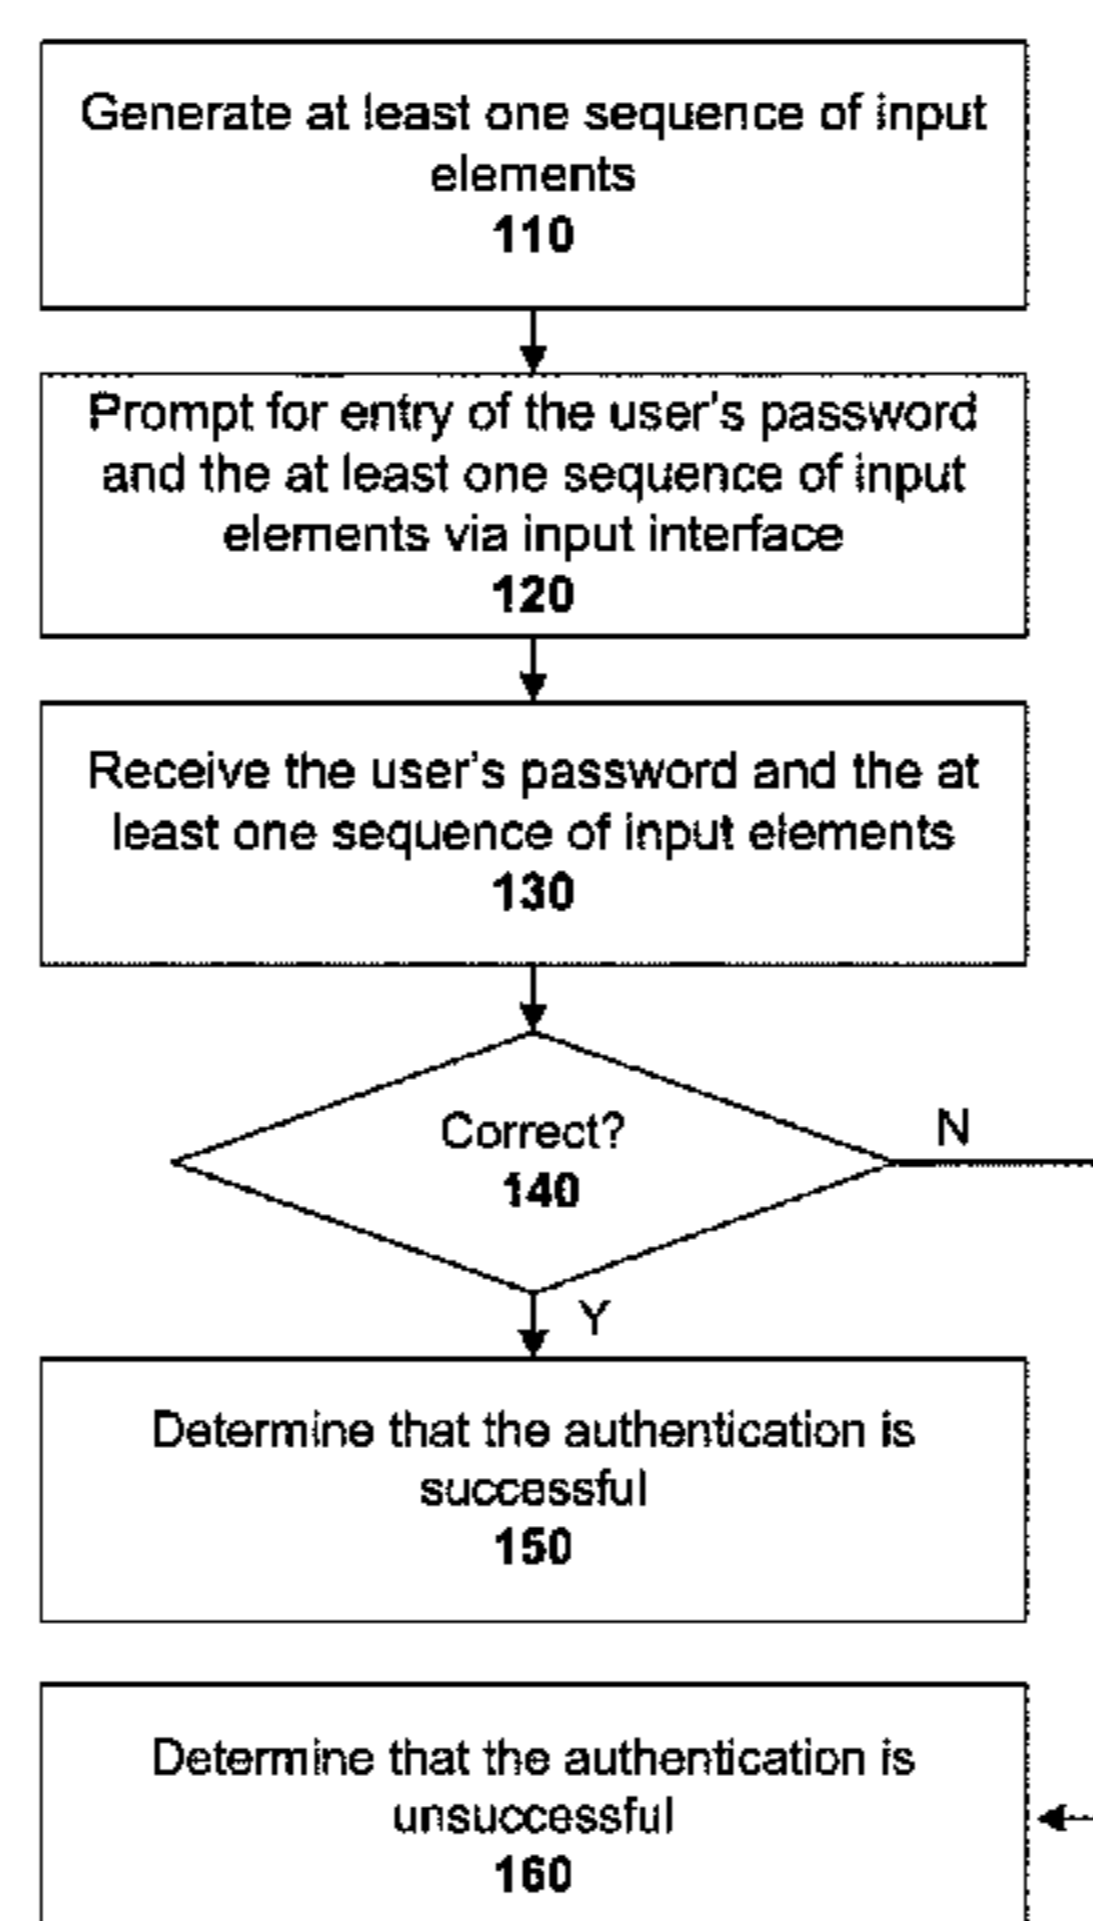 Generate at least one sequence of input
elements
110
Prompt for entry of the user's password
and the at least one sequence of input
elements via input interface
120
Receive the user's password and the at
least one sequence of input elements
130
Correct?
140
N
Y
Determine that the authentication is
successful
150
Determine that the authentication is
unsuccessful
160